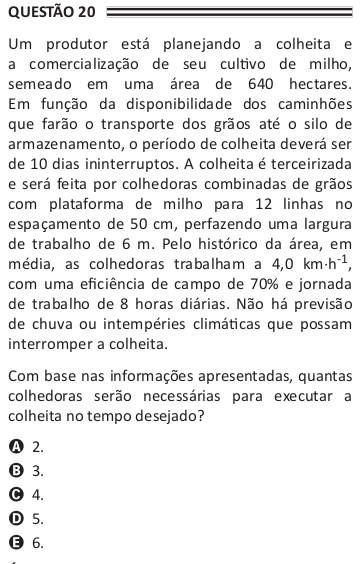 QUESTÃO 20
Um produtor está planejando a colheita e
a comercialização de seu cultivo de milho,
semeado em uma área de 640 hectares.
Em função da disponibilidade dos caminhões
que farão o transporte dos grãos até o silo de
armazenamento, o período de colheita deverá ser
de 10 dias ininterruptos. A colheita é terceirizada
e será feita por colhedoras combinadas de grãos
com plataforma de milho para 12 linhas no
espaçamento de 50 cm, perfazendo uma largura
de trabalho de 6 m. Pelo histórico da área, em
média, as colhedoras trabalham a 4,0 km·h⁻¹,
com uma eficiência de campo de 70% e jornada
de trabalho de 8 horas diárias. Não há previsão
de chuva ou intempéries climáticas que possam
interromper a colheita.
Com base nas informações apresentadas, quantas
colhedoras serão necessárias para executar a
colheita no tempo desejado?
A 2.
B 3.
C 4.
D 5.
E 6.